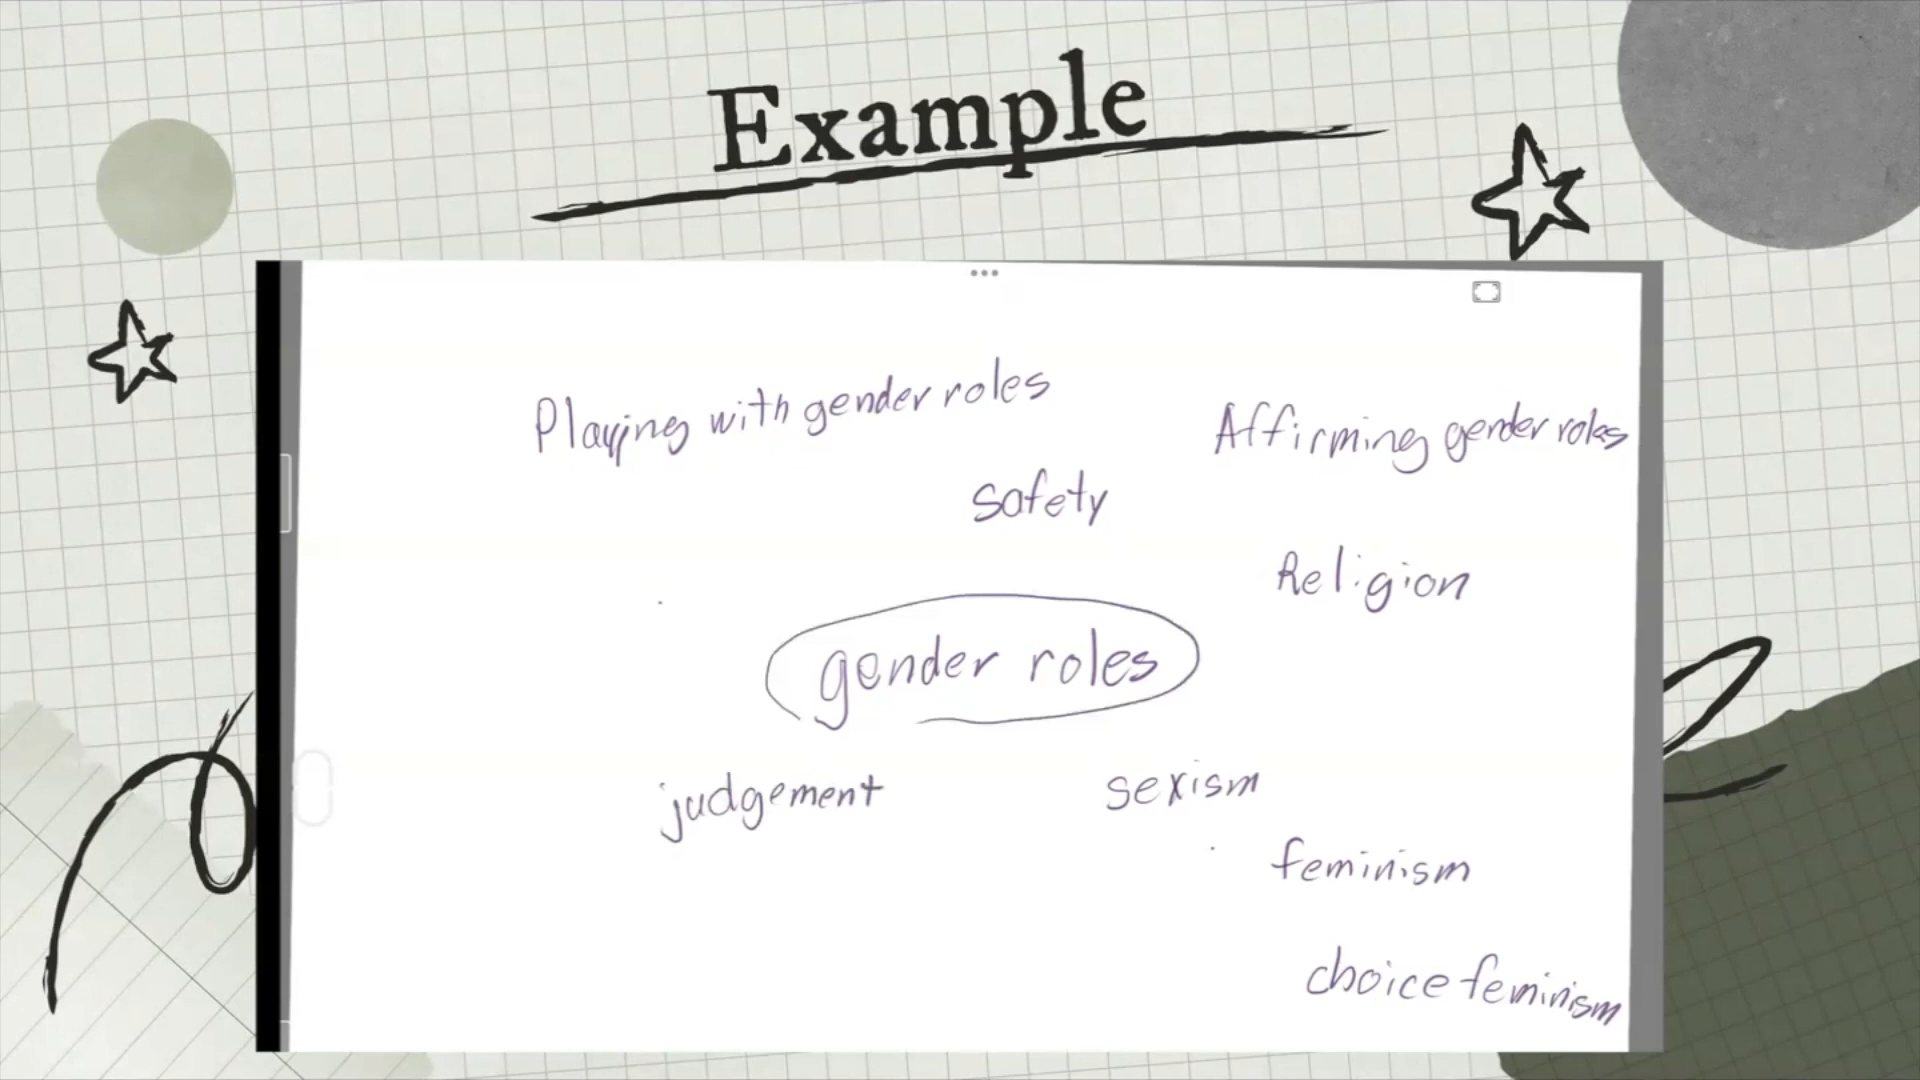 Example
Playing with gender roles
Affirming gender roles
Safety
Religion
gender roles
judgement
sexism
feminism
choice feminism